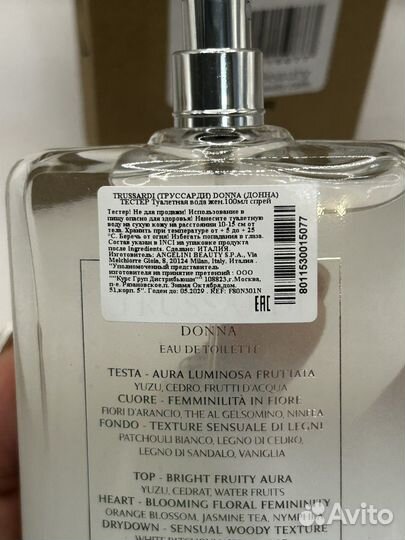 TRUSSARDI (ТРУССАРДИ) DONNA (ДОННА)
ТЕСТЕР Туалетная вода жен.100мл спрей
Тестер! Не для продажи! Использование в
пищу опасно для здоровья! Нанесите туалетную
воду на сухую кожу на расстоянии 10-15 см от
тела. Хранить при температуре от + 5 до + 25
°C. Беречь от огня! Избегать попадания в глаза.
Состав указан в INCI на упаковке продукта
после Ingredients. Сделано: ИТАЛИЯ.
Изготовитель: ANGELINI BEAUTY S.P.A., Via
Melchiorre Gioia, 8, 20124 Milan, Italy, Италия .
"Уполномоченный представитель
изготовителя на принятие претензий : ООО
""Курс Груп Дистрибьюшн"" 108823.г.Москва,
п-е. Рязановское,п. Знамя Октября,дом.
51,корп. 5". Годен до: 05.2029 . REF: F80N301N
8011530015077
EAC
DONNA
EAU DE TOILETTE
TESTA - AURA LUMINOSA FRUTTATA
YUZU, CEDRO, FRUTTI D'ACQUA
CUORE - FEMMINILITÀ IN FIORE
FIORI D'ARANCIO, THE AL GELSOMINO, NINFEA
FONDO - TEXTURE SENSUALE DI LEGNI
PATCHOULI BIANCO, LEGNO DI CEDRO,
LEGNO DI SANDALO, VANIGLIA
TOP - BRIGHT FRUITY AURA
YUZU, CEDRAT, WATER FRUITS
HEART - BLOOMING FLORAL FEMININITY
ORANGE BLOSSOM, JASMINE TEA, NYMPHEA
DRYDOWN - SENSUAL WOODY TEXTURE
WHITE PATCHOULI
Avito